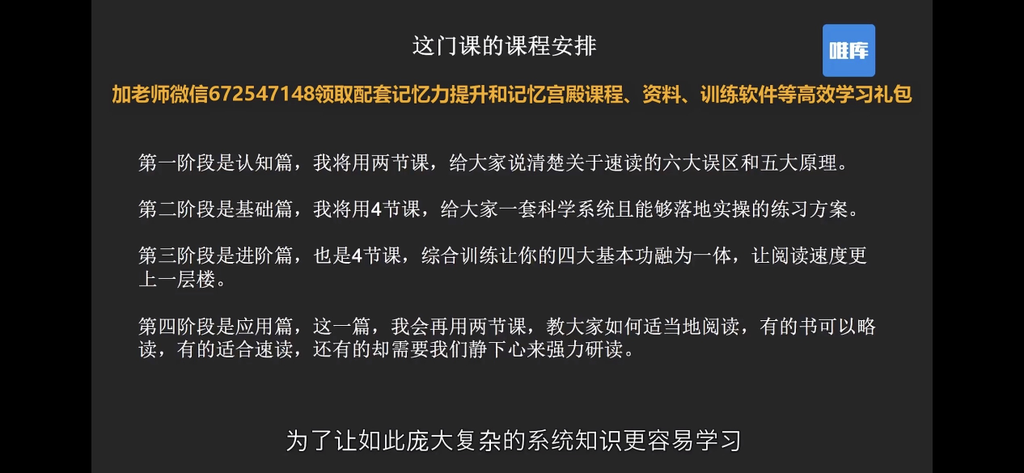 这门课的课程安排
唯库
加老师微信672547148领取配套记忆力提升和记忆宫殿课程、资料、训练软件等高效学习礼包
第一阶段是认知篇，我将用两节课，给大家说清楚关于速读的六大误区和五大原理。
第二阶段是基础篇，我将用4节课，给大家一套科学系统且能够落地实操的练习方案。
第三阶段是进阶篇，也是4节课，综合训练让你的四大基本功融为一体，让阅读速度更
上一层楼。
第四阶段是应用篇，这一篇，我会再用两节课，教大家如何适当地阅读，有的书可以略
读，有的适合速读，还有的却需要我们静下心来强力研读。
为了让如此庞大复杂的系统知识更容易学习